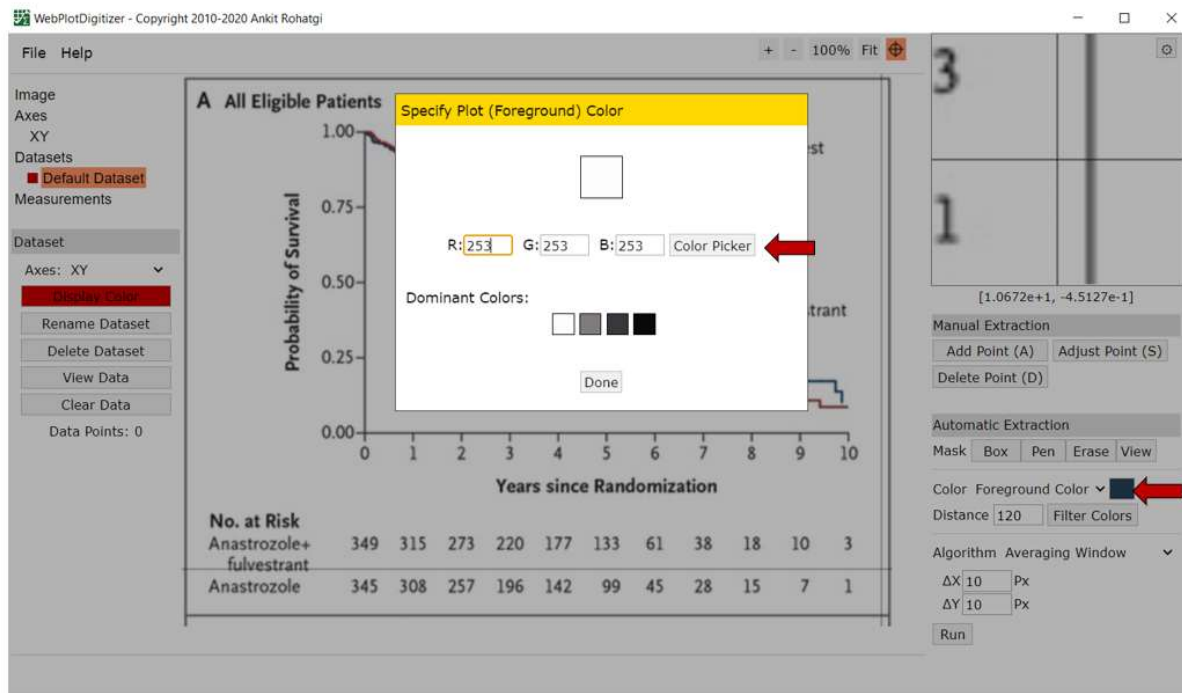 WebPlotDigitizer - Copyright 2010-2020 Ankit Rohatgi
File Help
+ - 100% Fit
Image
Axes
XY
Datasets
Default Dataset
Measurements
Dataset
Axes: XY
Display Color
Rename Dataset
Delete Dataset
View Data
Clear Data
Data Points: 0
A All Eligible Patients
Probability of Survival
1.00
0.75
0.50
0.25
0.00
0 1 2 3 4 5 6 7 8 9 10
Years since Randomization
No. at Risk
Anastrozole+ 349 315 273 220 177 133 61 38 18 10 3
fulvestrant
Anastrozole 345 308 257 196 142 99 45 28 15 7 1
Specify Plot (Foreground) Color
R: 253 G: 253 B: 253 Color Picker
Dominant Colors:
Done
3
1
[1.0672e+1, -4.5127e-1]
Manual Extraction
Add Point (A) Adjust Point (S)
Delete Point (D)
Automatic Extraction
Mask Box Pen Erase View
Color Foreground Color
Distance 120 Filter Colors
Algorithm Averaging Window
ΔX 10 Px
ΔY 10 Px
Run